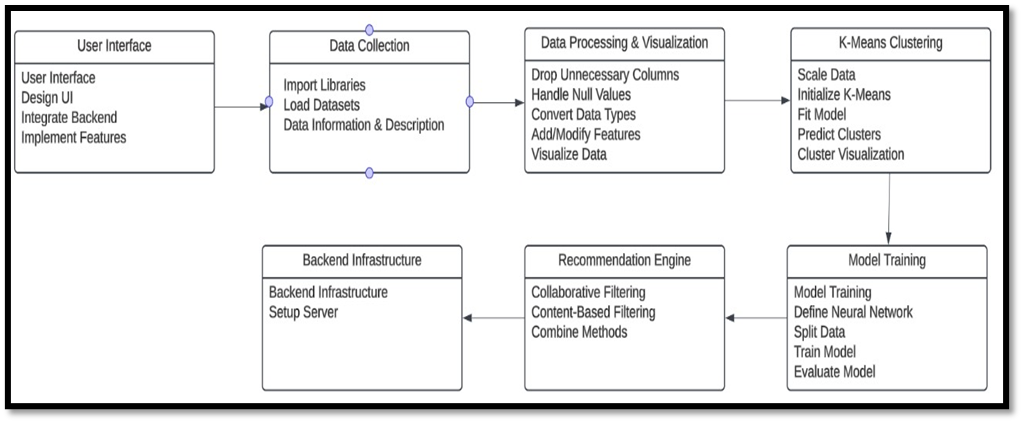 User Interface
User Interface
Design UI
Integrate Backend
Implement Features
Data Collection
Import Libraries
Load Datasets
Data Information & Description
Data Processing & Visualization
Drop Unnecessary Columns
Handle Null Values
Convert Data Types
Add/Modify Features
Visualize Data
K-Means Clustering
Scale Data
Initialize K-Means
Fit Model
Predict Clusters
Cluster Visualization
Model Training
Model Training
Define Neural Network
Split Data
Train Model
Evaluate Model
Recommendation Engine
Collaborative Filtering
Content-Based Filtering
Combine Methods
Backend Infrastructure
Backend Infrastructure
Setup Server